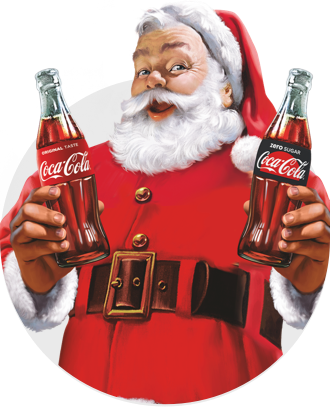 ORIGINAL TASTE
Coca-Cola
ZERO SUGAR
Coca-Cola